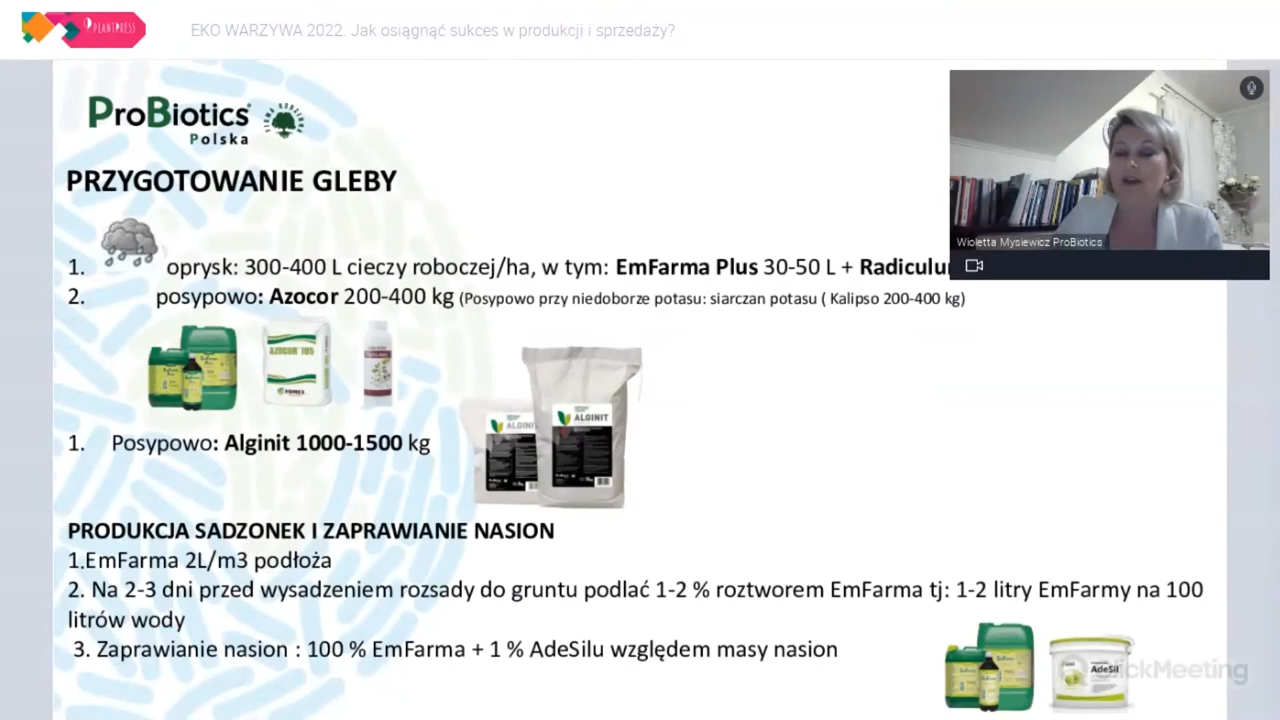 PLANTPRESS
EKO WARZYWA 2022. Jak osiągnąć sukces w produkcji i sprzedaży?
ProBiotics
Polska
PRZYGOTOWANIE GLEBY
Wioletta Mysiewicz ProBiotics
1. oprysk: 300-400 L cieczy roboczej/ha, w tym: EmFarma Plus 30-50 L +
2. posypowo: Azocor 200-400 kg (Posypowo przy niedoborze potasu: siarczan potasu ( Kalipso 200-400 kg)
AZOCOR 105
ALGINIT
1. Posypowo: Alginit 1000-1500 kg
PRODUKCJA SADZONEK I ZAPRAWIANIE NASION
1.EmFarma 2L/m3 podłoża
2. Na 2-3 dni przed wysadzeniem rozsady do gruntu podlać 1-2 % roztworem EmFarma tj: 1-2 litry EmFarmy na 100
litrów wody
3. Zaprawianie nasion : 100 % EmFarma + 1 % AdeSilu względem masy nasion
AdeSil
ClickMeeting